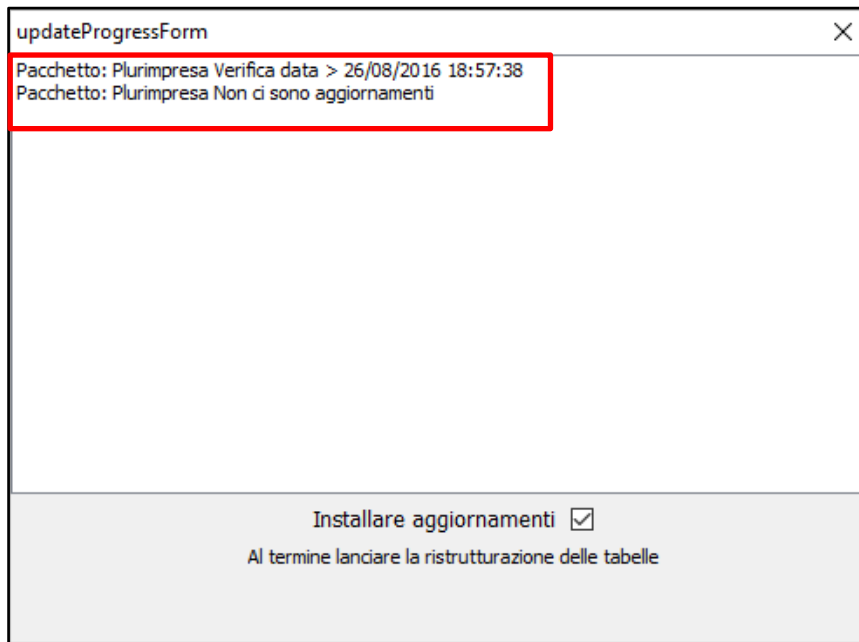 updateProgressForm
Pacchetto: Plurimpresa Verifica data > 26/08/2016 18:57:38
Pacchetto: Plurimpresa Non ci sono aggiornamenti
Installare aggiornamenti
Al termine lanciare la ristrutturazione delle tabelle